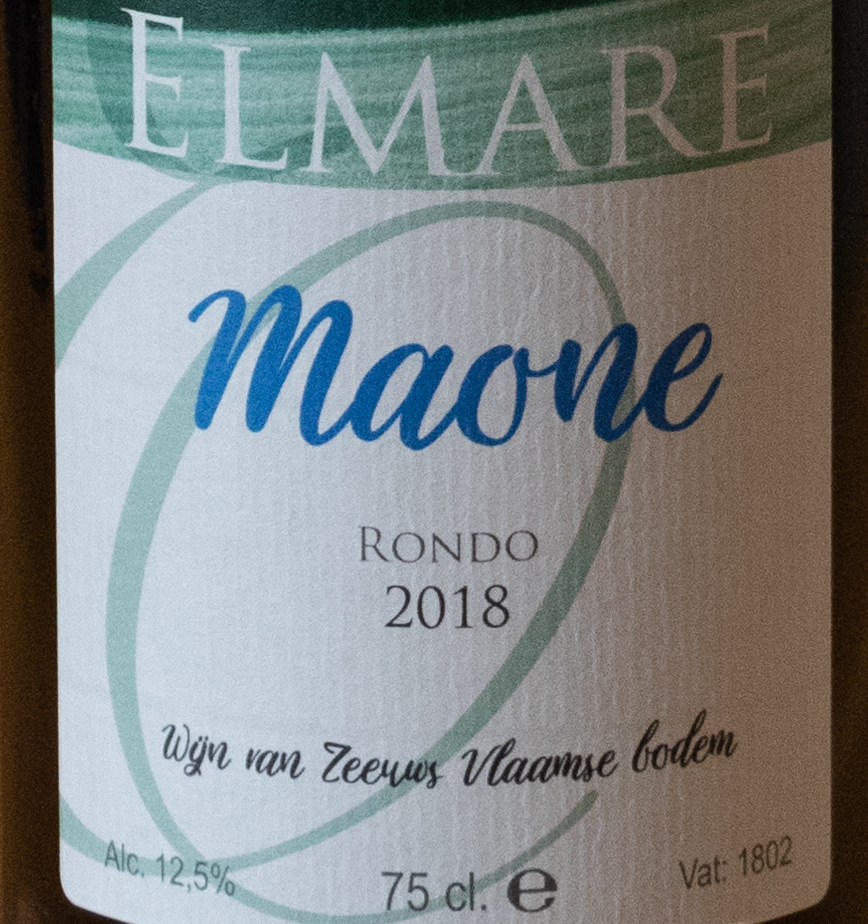 ELMARE
Maone
RONDO
2018
Wijn van Zeeuws Vlaamse bodem
Alc. 12,5% 75 cl. e Vat: 1802